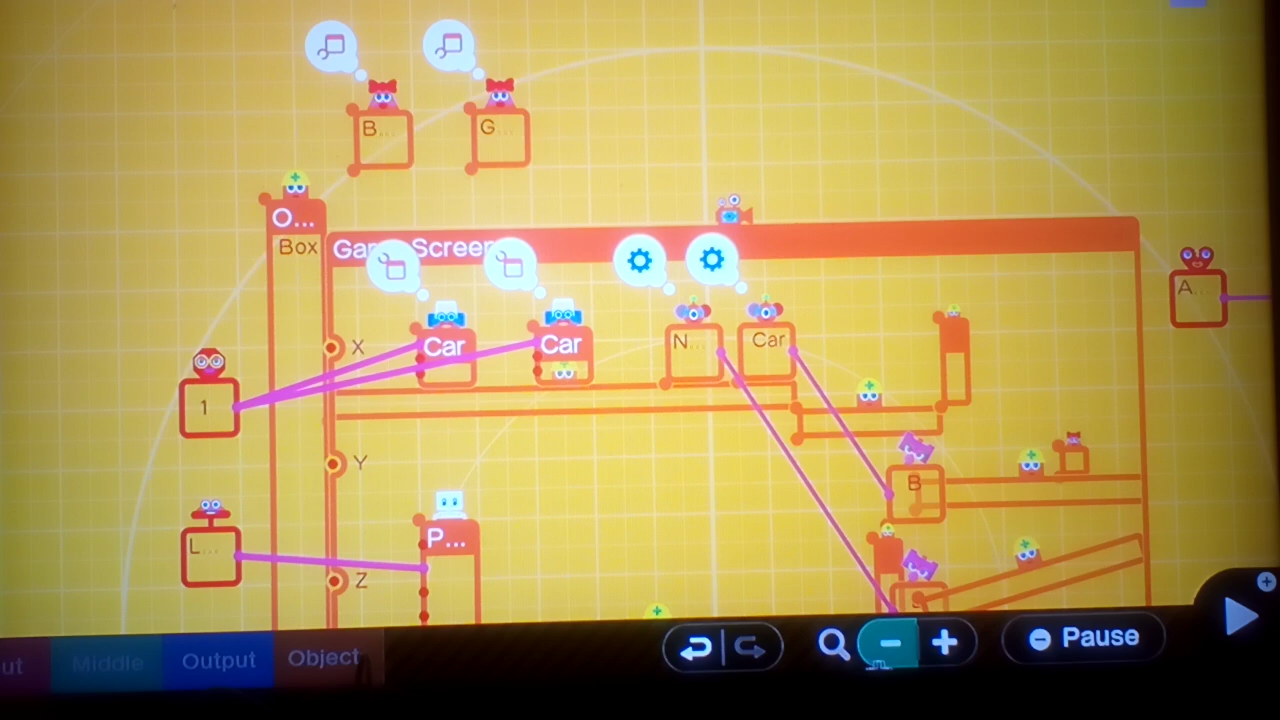 B...
G...
O...
Box
Game Screen
X
Car
Car
N...
Car
A...
1
Y
B
L...
P...
Z
ut
Middle
Output
Object
Pause